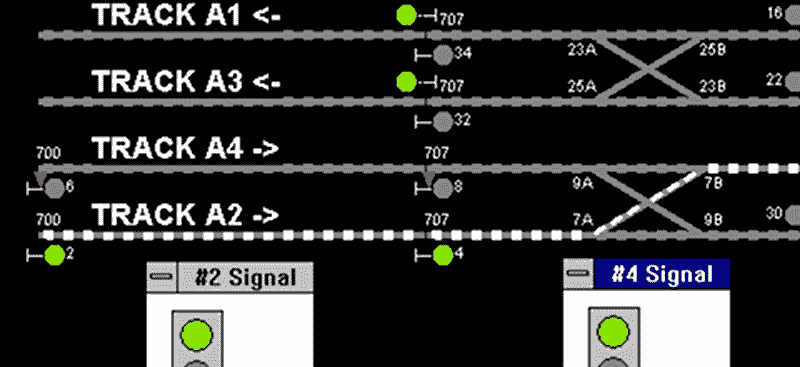 TRACK A1 <-
707
16
34
23A
25B
TRACK A3 <-
707
25A
23B
22
32
700
TRACK A4 ->
707
6
8
9A
7B
700
TRACK A2 ->
707
7A
9B
30
2
4
#2 Signal
#4 Signal